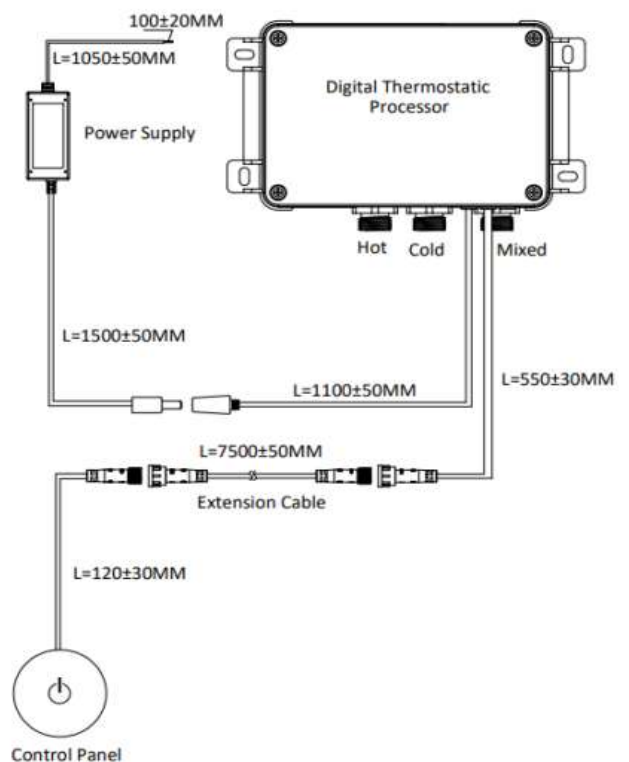 100±20MM
L=1050±50MM
Digital Thermostatic
Processor
Power Supply
Hot
Cold
Mixed
L=1500±50MM
L=1100±50MM
L=550±30MM
L=7500±50MM
Extension Cable
L=120±30MM
Control Panel